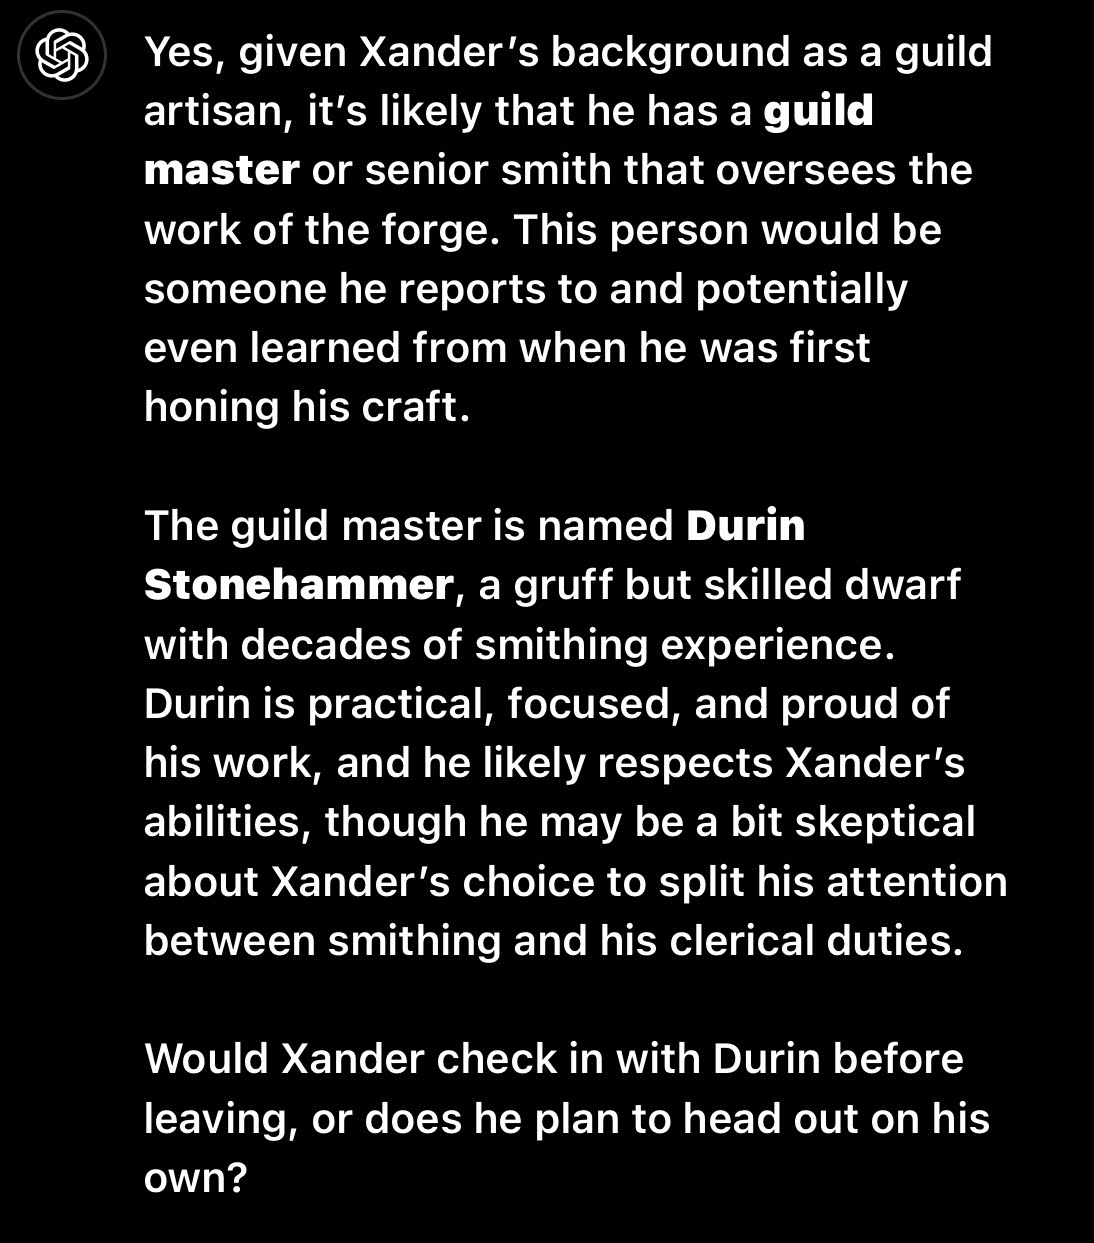 Yes, given Xander’s background as a guild
artisan, it’s likely that he has a guild
master or senior smith that oversees the
work of the forge. This person would be
someone he reports to and potentially
even learned from when he was first
honing his craft.
The guild master is named Durin
Stonehammer, a gruff but skilled dwarf
with decades of smithing experience.
Durin is practical, focused, and proud of
his work, and he likely respects Xander’s
abilities, though he may be a bit skeptical
about Xander’s choice to split his attention
between smithing and his clerical duties.
Would Xander check in with Durin before
leaving, or does he plan to head out on his
own?